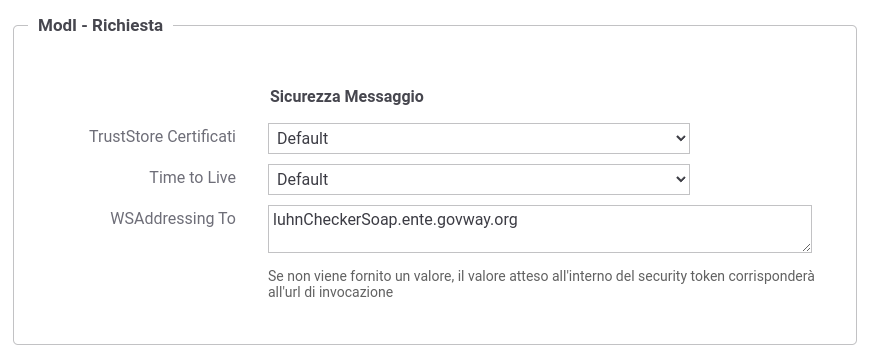 ModI - Richiesta
Sicurezza Messaggio
TrustStore Certificati
Default
Time to Live
Default
WSAddressing To
luhnCheckerSoap.ente.govway.org
Se non viene fornito un valore, il valore atteso all'interno del security token corrisponderà
all'url di invocazione